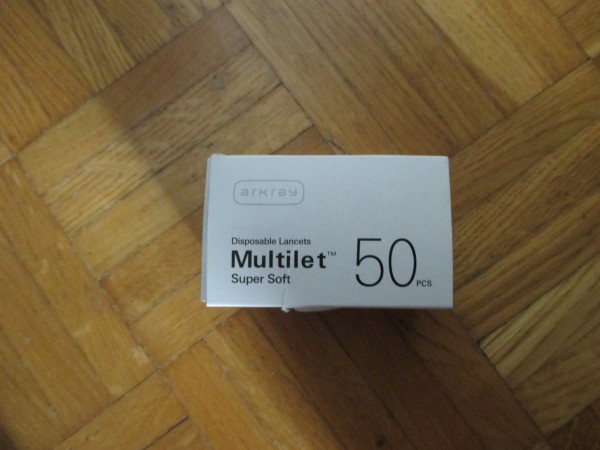 arkray
Disposable Lancets
Multilet™
Super Soft
50 PCS